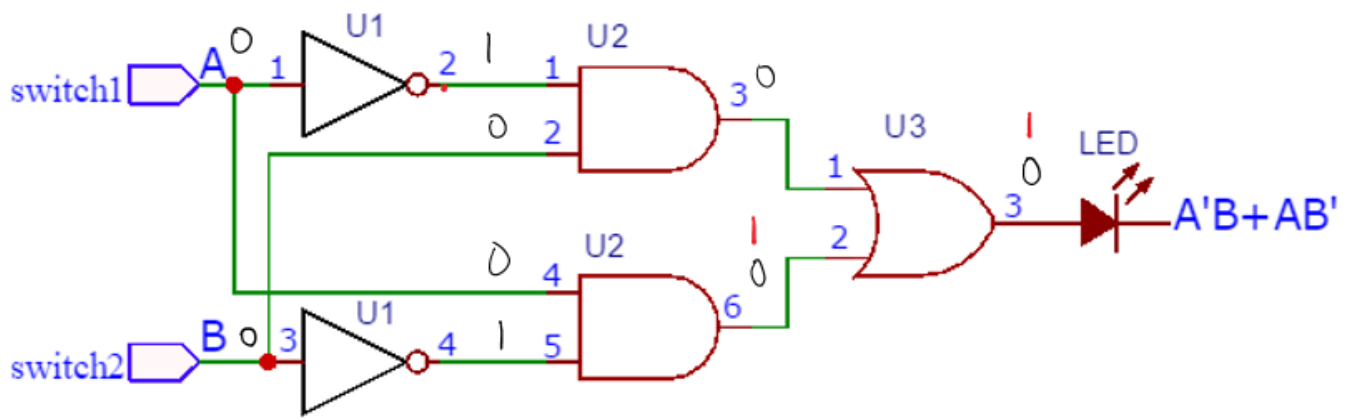 0 U1 1 U2
switch1 A 1 2 1 3 0
0 2 U3 1 LED
1 0
3 A'B+AB'
0 U2 1 2
4 0
U1 6
switch2 B 0 3 4 1 5